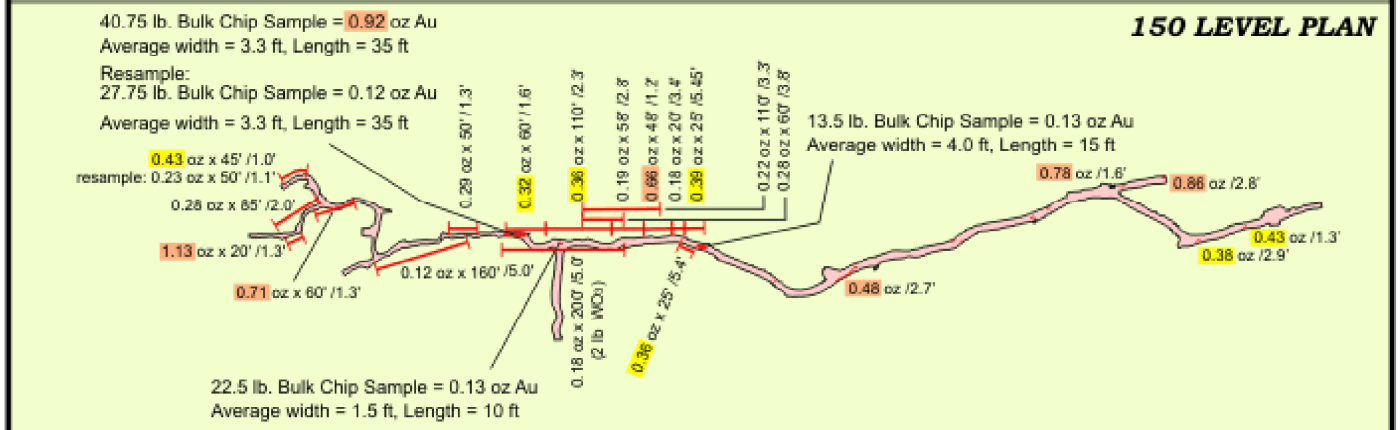 40.75 lb. Bulk Chip Sample = 0.92 oz Au
Average width = 3.3 ft, Length = 35 ft
Resample:
27.75 lb. Bulk Chip Sample = 0.12 oz Au
Average width = 3.3 ft, Length = 35 ft
150 LEVEL PLAN
0.43 oz x 45' /1.0'
resample: 0.23 oz x 50' /1.1'
0.28 oz x 85' /2.0'
1.13 oz x 20' /1.3'
0.71 oz x 60' /1.3'
0.12 oz x 160' /5.0'
0.29 oz x 50' /1.3'
0.32 oz x 60' /1.6'
0.36 oz x 110' /2.3'
0.19 oz x 58' /2.8'
0.66 oz x 48' /1.2'
0.18 oz x 20' /3.4'
0.39 oz x 25' /5.45'
0.22 oz x 110' /3.3'
0.28 oz x 60' /3.8'
13.5 lb. Bulk Chip Sample = 0.13 oz Au
Average width = 4.0 ft, Length = 15 ft
0.18 oz x 200' /5.0'
(2 lb WO3)
0.36 oz x 25' /5.4'
0.78 oz /1.6'
0.86 oz /2.8'
0.43 oz /1.3'
0.38 oz /2.9'
0.48 oz /2.7'
22.5 lb. Bulk Chip Sample = 0.13 oz Au
Average width = 1.5 ft, Length = 10 ft